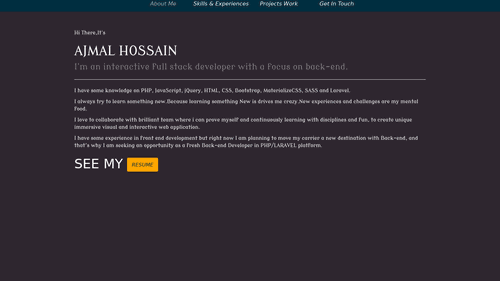 About Me Skills & Experiences Projects Work Get In Touch
Hi There,It's
AJMAL HOSSAIN
I'm an interactive full stack developer with a focus on back-end.
I have some knowledge on PHP, JavaScript, jQuery, HTML, CSS, Bootstrap, MaterializeCSS, SASS and Laravel.
I always try to learn something new.Because learning something New is drives me crazy.New experiences and challenges are my mental
food.
I love to collaborate with brilliant team where i can prove myself and continuously learning with disciplines and fun, to create unique
immersive visual and interactive web application.
I have some experience in front end development but right now I am planning to move my carrier a new destination with Back-end, and
that's why I am seeking an opportunity as a fresh Back-end Developer in PHP/LARAVEL platform.
SEE MY RESUME